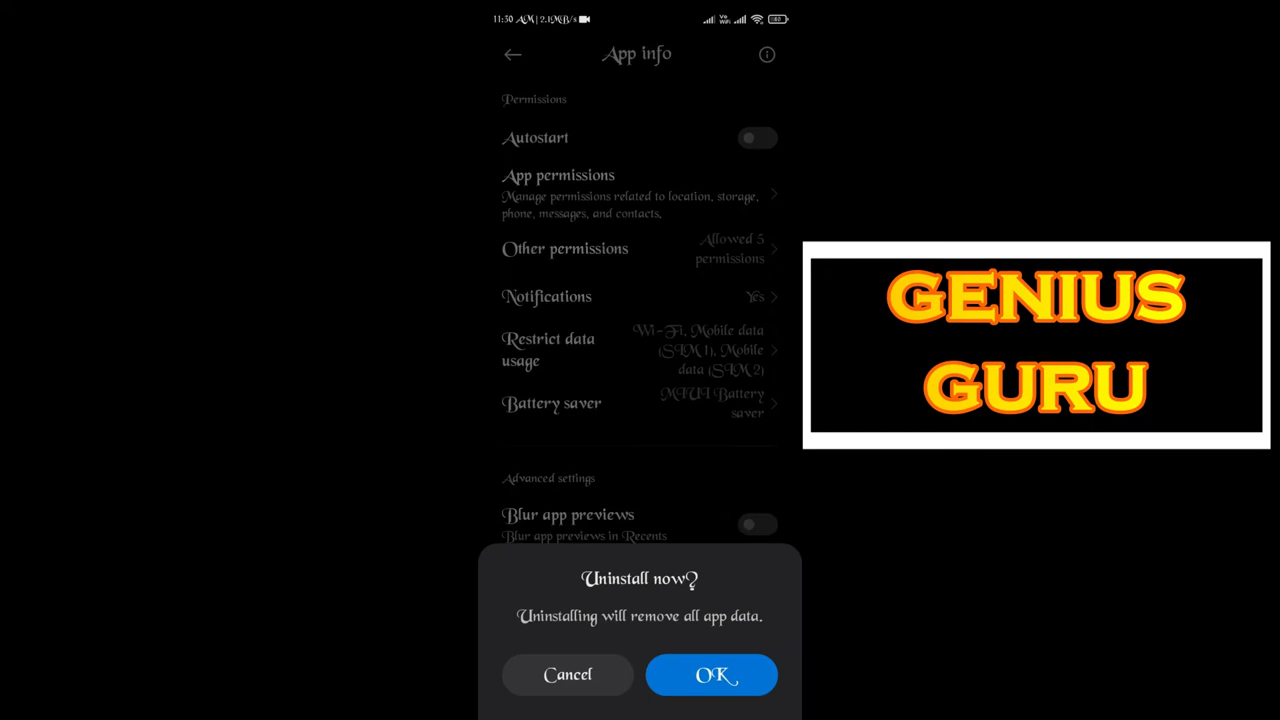 11:30 AM | 2.1MB/s
App info
Permissions
Autostart
App permissions
Manage permissions related to location, storage,
phone, messages, and contacts.
Other permissions
Allowed 5
permissions
Notifications
Yes
Restrict data
usage
Wi-Fi, Mobile data
(SIM 1), Mobile
data (SIM 2)
Battery saver
MIUI Battery
saver
Advanced settings
Blur app previews
Blur app previews in Recents
Uninstall now?
Uninstalling will remove all app data.
Cancel
OK
GENIUS
GURU